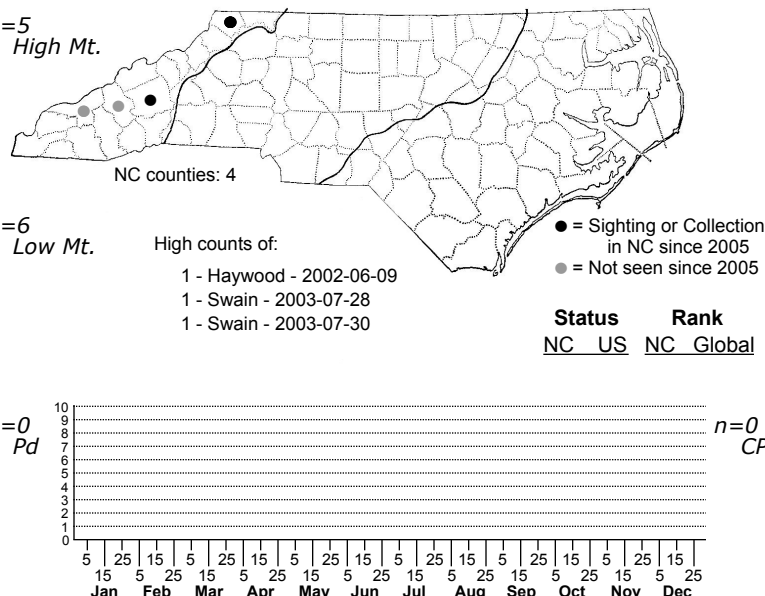 =5
High Mt.
NC counties: 4
=6
Low Mt.
High counts of:
1 - Haywood - 2002-06-09
1 - Swain - 2003-07-28
1 - Swain - 2003-07-30
● = Sighting or Collection
in NC since 2005
● = Not seen since 2005
Status Rank
NC US NC Global
=0
Pd
n=0
CP
10
9
8
7
6
5
4
3
2
1
0
5 25 15 5 25 15 5 25 15 5 25 15 5 25 15 5 25 15
15 5 25 15 5 25 15 5 25 15 5 25 15 5 25 15 5 25
Jan Feb Mar Apr May Jun Jul Aug Sep Oct Nov Dec